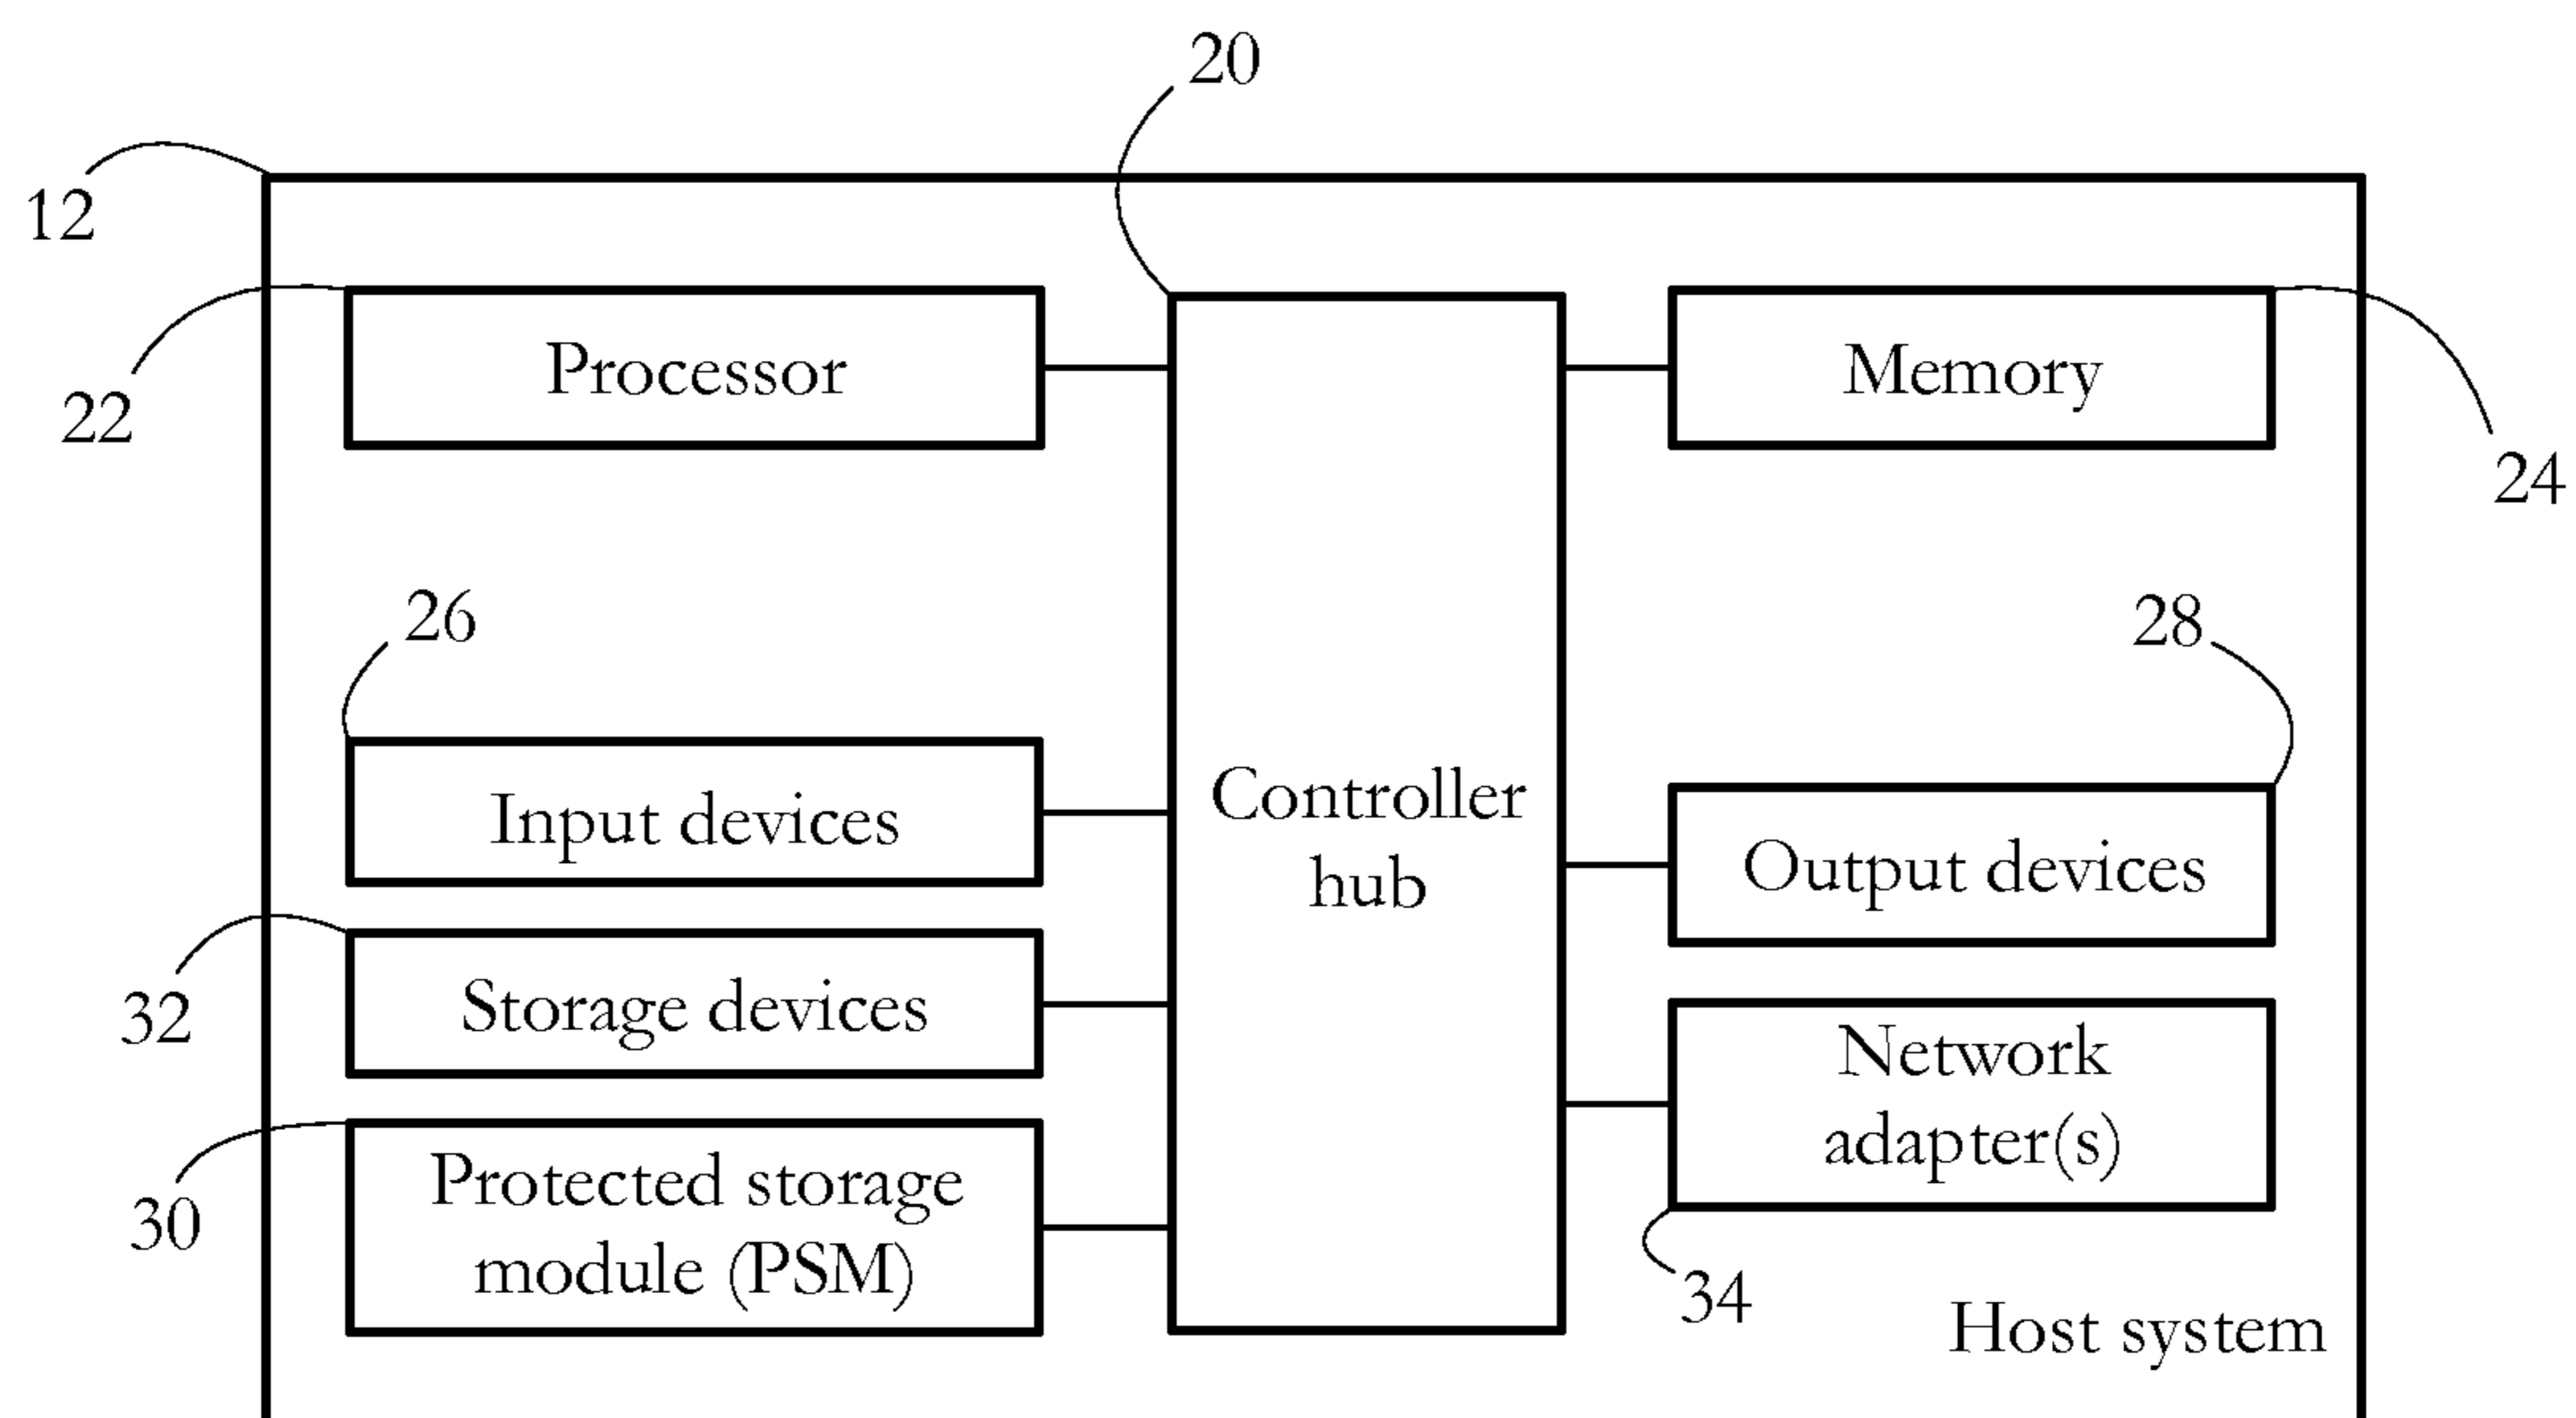 20
12
22
Processor
Memory
24
26
28
Input devices
Controller
hub
Output devices
32
Storage devices
Network
adapter(s)
30
Protected storage
module (PSM)
34
Host system